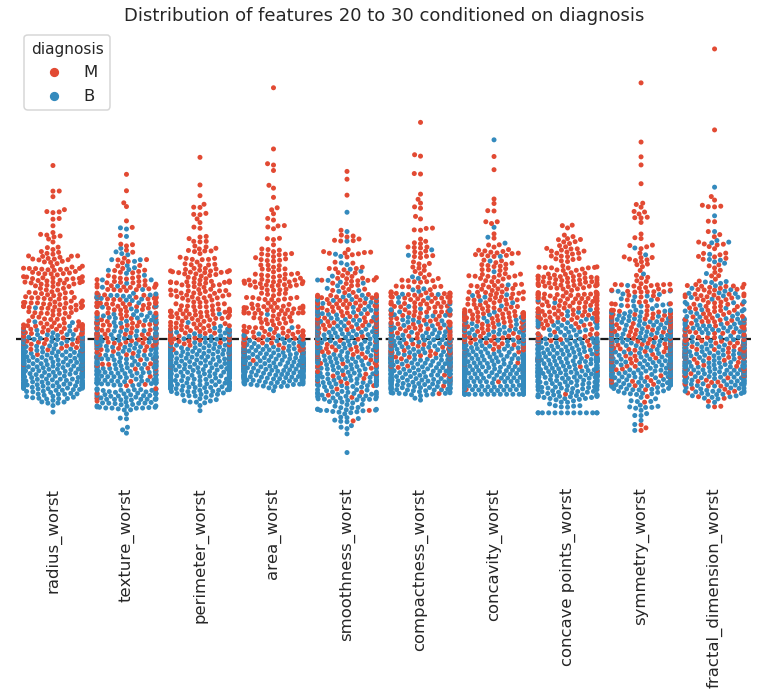 Distribution of features 20 to 30 conditioned on diagnosis
diagnosis
M
B
radius_worst
texture_worst
perimeter_worst
area_worst
smoothness_worst
compactness_worst
concavity_worst
concave points_worst
symmetry_worst
fractal_dimension_worst